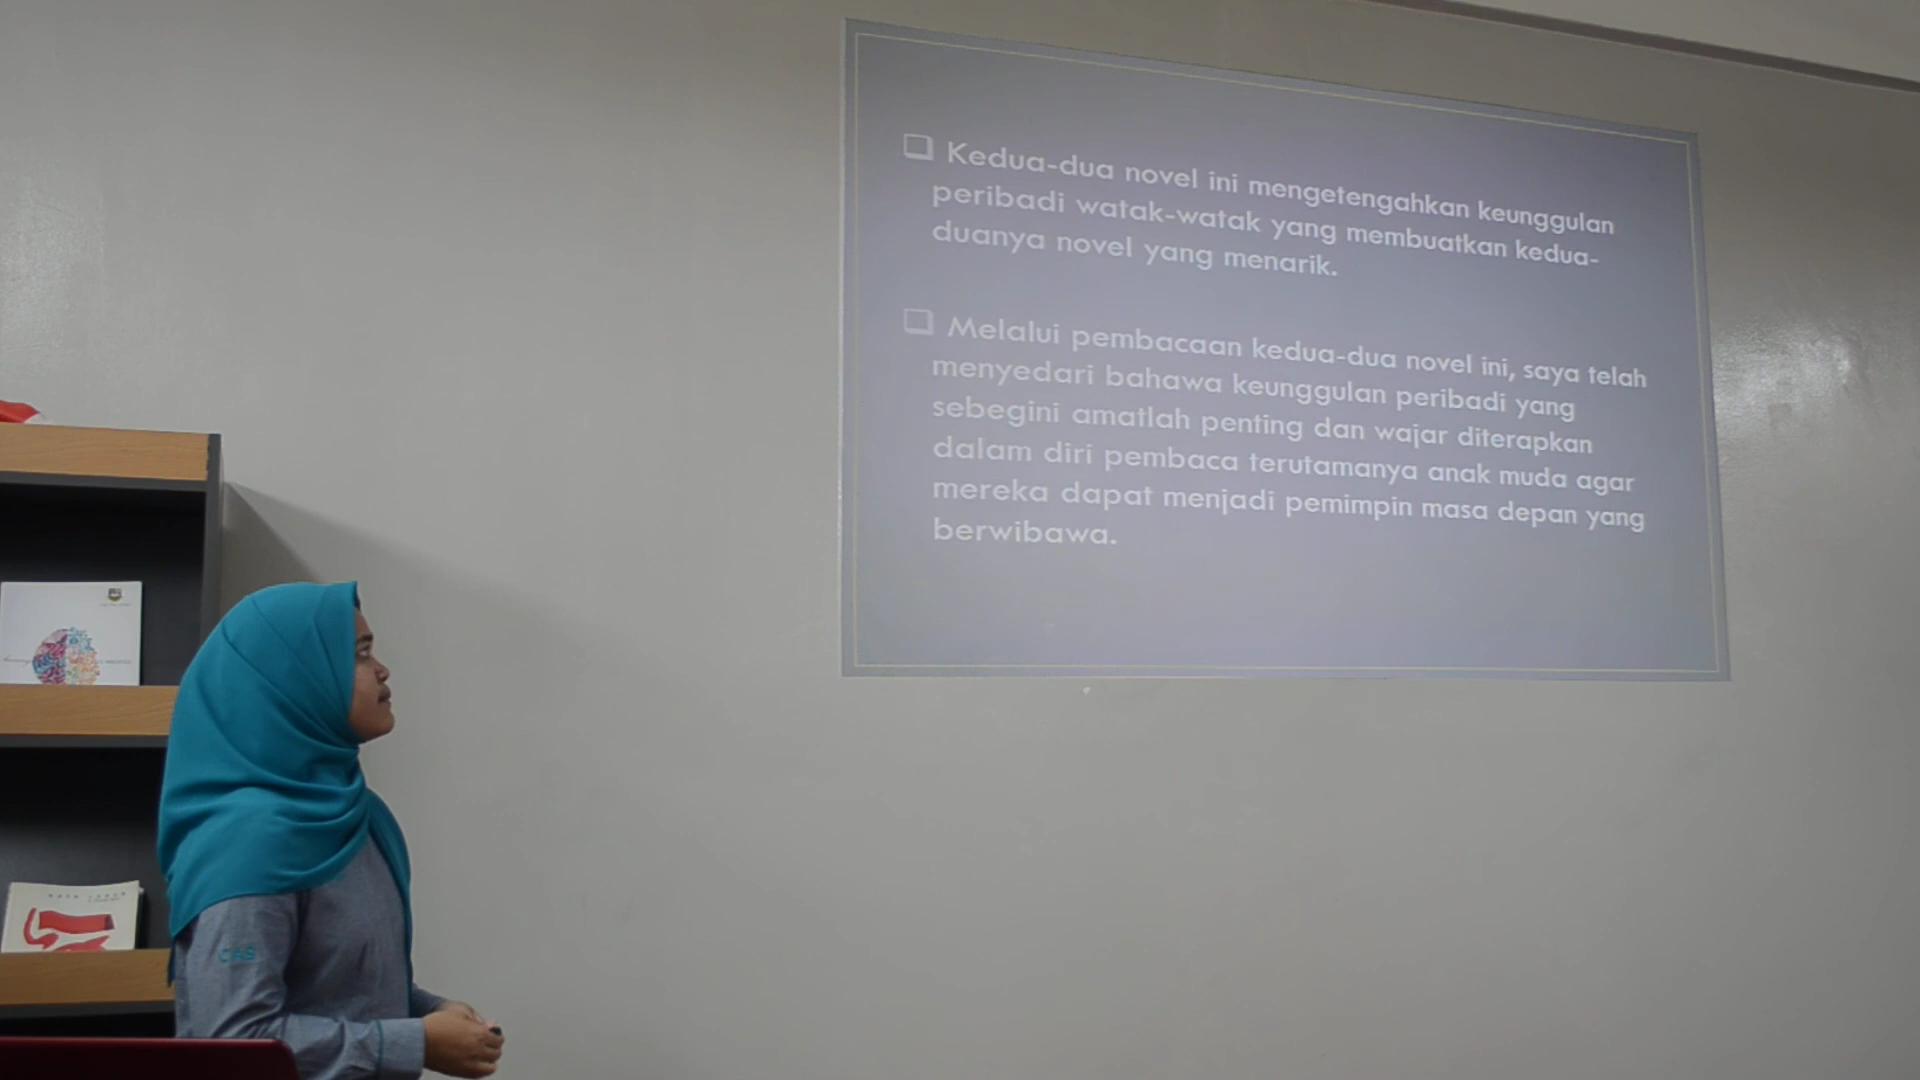 Kedua-dua novel ini mengetengahkan keunggulan
peribadi watak-watak yang membuatkan kedua-
duanya novel yang menarik.
Melalui pembacaan kedua-dua novel ini, saya telah
menyedari bahawa keunggulan peribadi yang
sebegini amatlah penting dan wajar diterapkan
dalam diri pembaca terutamanya anak muda agar
mereka dapat menjadi pemimpin masa depan yang
berwibawa.
CAS